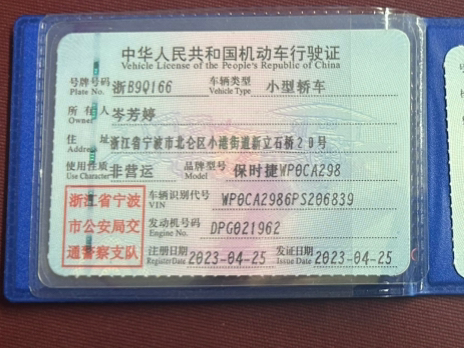 中华人民共和国机动车行驶证
Vehicle License of the People's Republic of China
号牌号码 浙B9Q166 车辆类型 小型轿车
Plate No. Vehicle Type
所有人 岑芳婷
Owner
住址 浙江省宁波市北仑区小港街道新立石桥20号
Address
使用性质 非营运 品牌型号 保时捷WP0CA298
Use Character Model
浙江省宁波
市公安局交
通警察支队
车辆识别代号 WP0CA2986PS206839
VIN
发动机号码 DPG021962
Engine No.
注册日期 2023-04-25 发证日期 2023-04-25
Register Date Issue Date